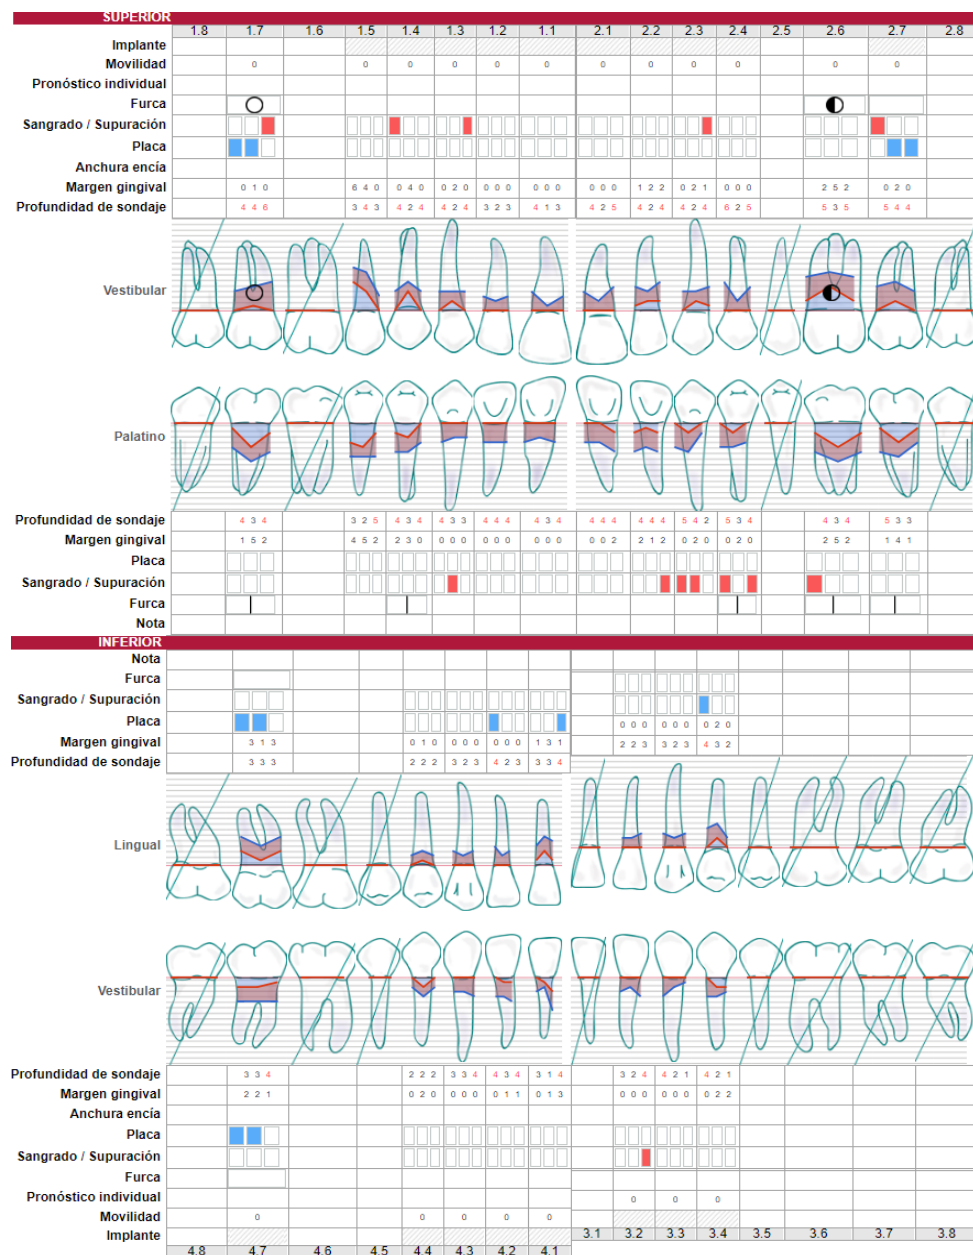 SUPERIOR
1.8 1.7 1.6 1.5 1.4 1.3 1.2 1.1 2.1 2.2 2.3 2.4 2.5 2.6 2.7 2.8
Implante
Movilidad 0 0 0 0 0 0 0 0 0 0 0 0
Pronóstico individual
Furca
Sangrado / Supuración
Placa
Anchura encía
Margen gingival 0 1 0 6 4 0 0 4 0 0 2 0 0 0 0 0 0 0 0 0 0 1 2 2 0 2 1 0 0 0 2 5 2 0 2 0
Profundidad de sondaje 4 4 6 3 4 3 4 2 4 4 2 4 3 2 3 4 1 3 4 2 5 4 2 4 4 2 4 6 2 5 5 3 5 5 4 4
Vestibular
Palatino
Profundidad de sondaje 4 3 4 3 2 5 4 3 4 4 3 3 4 4 4 4 3 4 4 4 4 4 4 4 5 4 2 5 3 4 4 3 4 5 3 3
Margen gingival 1 5 2 4 5 2 2 3 0 0 0 0 0 0 0 0 0 0 0 0 2 2 1 2 0 2 0 0 2 0 2 5 2 1 4 1
Placa
Sangrado / Supuración
Furca
Nota
INFERIOR
Nota
Furca
Sangrado / Supuración
Placa 0 0 0 0 0 0 0 2 0
Margen gingival 3 1 3 0 1 0 0 0 0 0 0 0 1 3 1 2 2 3 3 2 3 4 3 2
Profundidad de sondaje 3 3 3 2 2 2 3 2 3 4 2 3 3 3 4
Lingual
Vestibular
Profundidad de sondaje 3 3 4 2 2 2 3 3 4 4 3 4 3 1 4 3 2 4 4 2 1 4 2 1
Margen gingival 2 2 1 0 2 0 0 0 0 0 1 1 0 1 3 0 0 0 0 0 0 0 2 2
Anchura encía
Placa
Sangrado / Supuración
Furca
Pronóstico individual 0 0 0
Movilidad 0 0 0 0 0
Implante 3.1 3.2 3.3 3.4 3.5 3.6 3.7 3.8
4.8 4.7 4.6 4.5 4.4 4.3 4.2 4.1